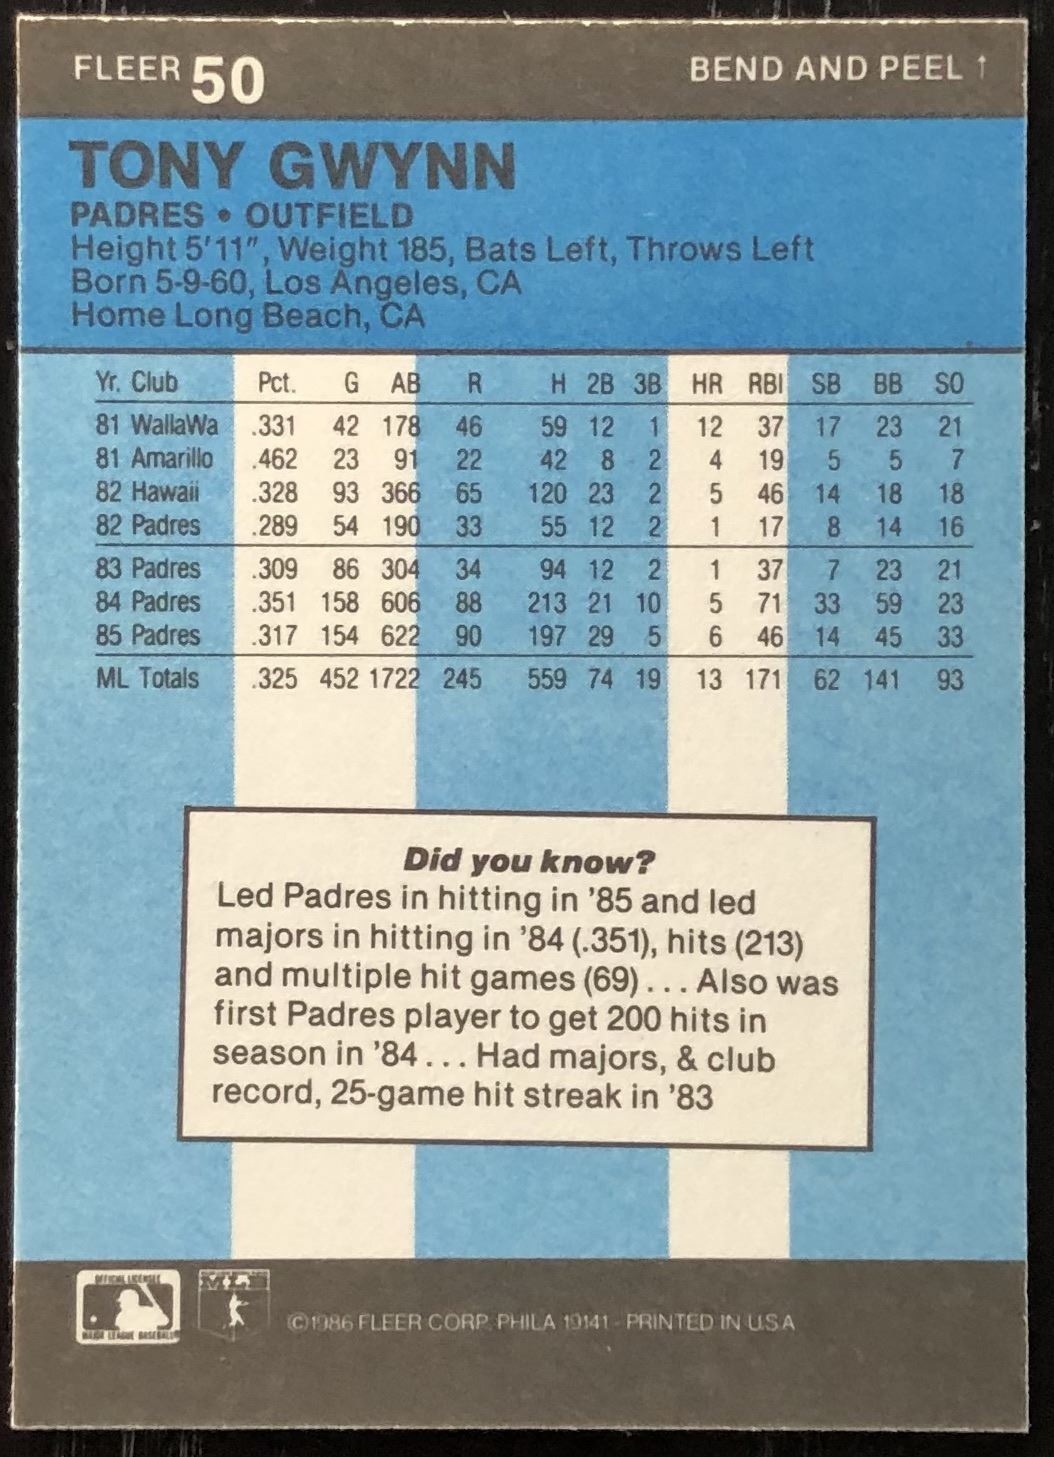 FLEER 50 BEND AND PEEL ↑
TONY GWYNN
PADRES • OUTFIELD
Height 5'11", Weight 185, Bats Left, Throws Left
Born 5-9-60, Los Angeles, CA
Home Long Beach, CA
Yr. Club Pct. G AB R H 2B 3B HR RBI SB BB SO
81 WallaWa .331 42 178 46 59 12 1 12 37 17 23 21
81 Amarillo .462 23 91 22 42 8 2 4 19 5 5 7
82 Hawaii .328 93 366 65 120 23 2 5 46 14 18 18
82 Padres .289 54 190 33 55 12 2 1 17 8 14 16
83 Padres .309 86 304 34 94 12 2 1 37 7 23 21
84 Padres .351 158 606 88 213 21 10 5 71 33 59 23
85 Padres .317 154 622 90 197 29 5 6 46 14 45 33
ML Totals .325 452 1722 245 559 74 19 13 171 62 141 93
Did you know?
Led Padres in hitting in '85 and led
majors in hitting in '84 (.351), hits (213)
and multiple hit games (69)... Also was
first Padres player to get 200 hits in
season in '84... Had majors, & club
record, 25-game hit streak in '83
OFFICIAL LICENSEE
MAJOR LEAGUE BASEBALL
©1986 FLEER CORP. PHILA 19141 - PRINTED IN U.S.A